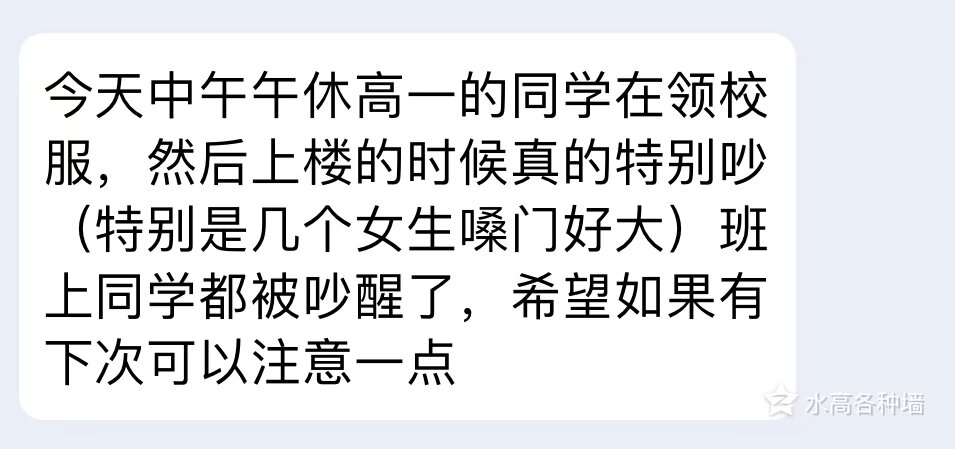 今天中午午休高一的同学在领校
服，然后上楼的时候真的特别吵
（特别是几个女生嗓门好大）班
上同学都被吵醒了，希望如果有
下次可以注意一点
水高各种墙